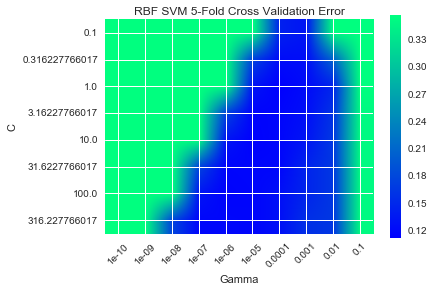 RBF SVM 5-Fold Cross Validation Error
C
0.1
0.316227766017
1.0
3.16227766017
10.0
31.6227766017
100.0
316.227766017
1e-10
1e-09
1e-08
1e-07
1e-06
1e-05
0.0001
0.001
0.01
0.1
Gamma
0.33
0.30
0.27
0.24
0.21
0.18
0.15
0.12